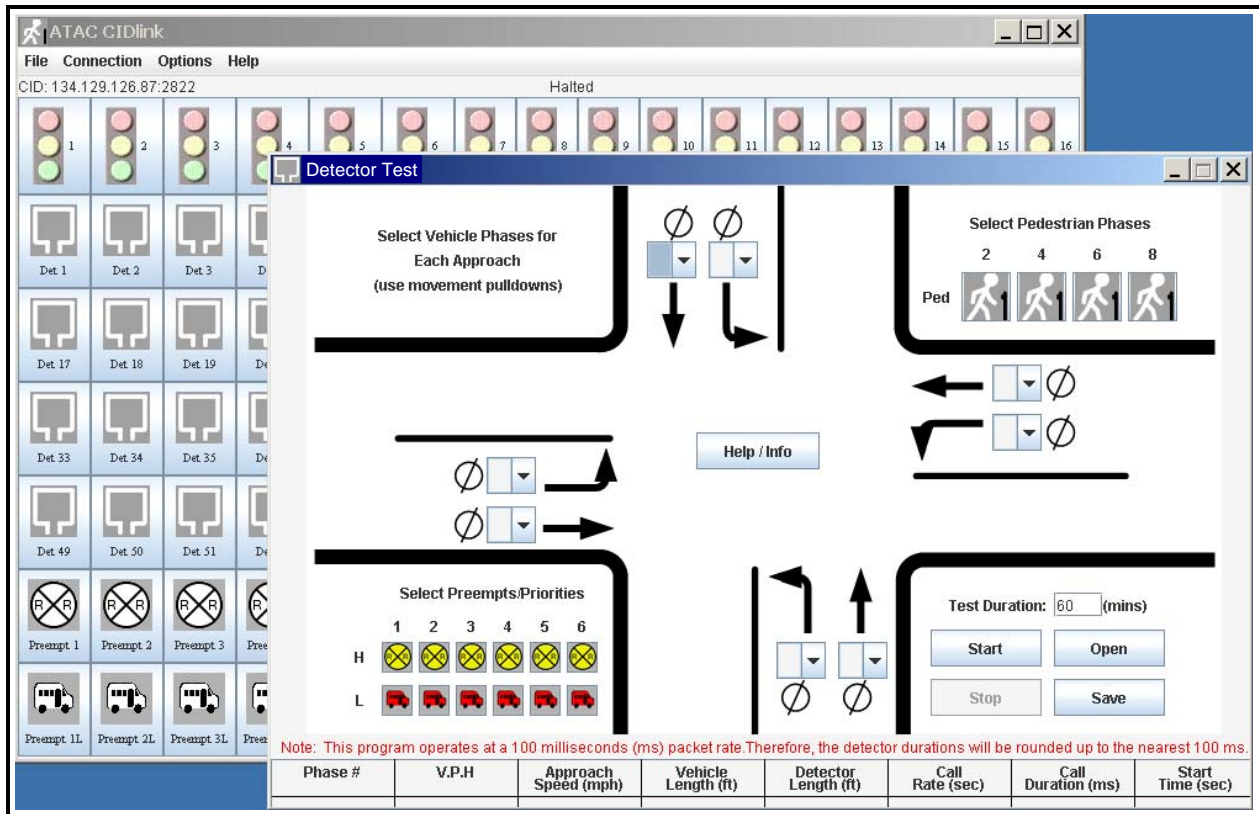 ATAC CIDlink
File Connection Options Help
CID: 134.129.126.87:2822 Halted
1 2 3 4 5 6 7 8 9 10 11 12 13 14 15 16
Detector Test
Det 1 Det 2 Det 3 D
Det 17 Det 18 Det 19 De
Det 33 Det 34 Det 35 De
Det 49 Det 50 Det 51 De
Preempt 1 Preempt 2 Preempt 3 Pree
Preempt 1L Preempt 2L Preempt 3L Pree
Select Vehicle Phases for
Each Approach
(use movement pulldowns)
Select Pedestrian Phases
2 4 6 8
Ped
Help / Info
Select Preempts/Priorities
1 2 3 4 5 6
H
L
Test Duration: 60 (mins)
Start Open
Stop Save
Note: This program operates at a 100 milliseconds (ms) packet rate.Therefore, the detector durations will be rounded up to the nearest 100 ms.
Phase # V.P.H Approach Speed (mph) Vehicle Length (ft) Detector Length (ft) Call Rate (sec) Call Duration (ms) Start Time (sec)